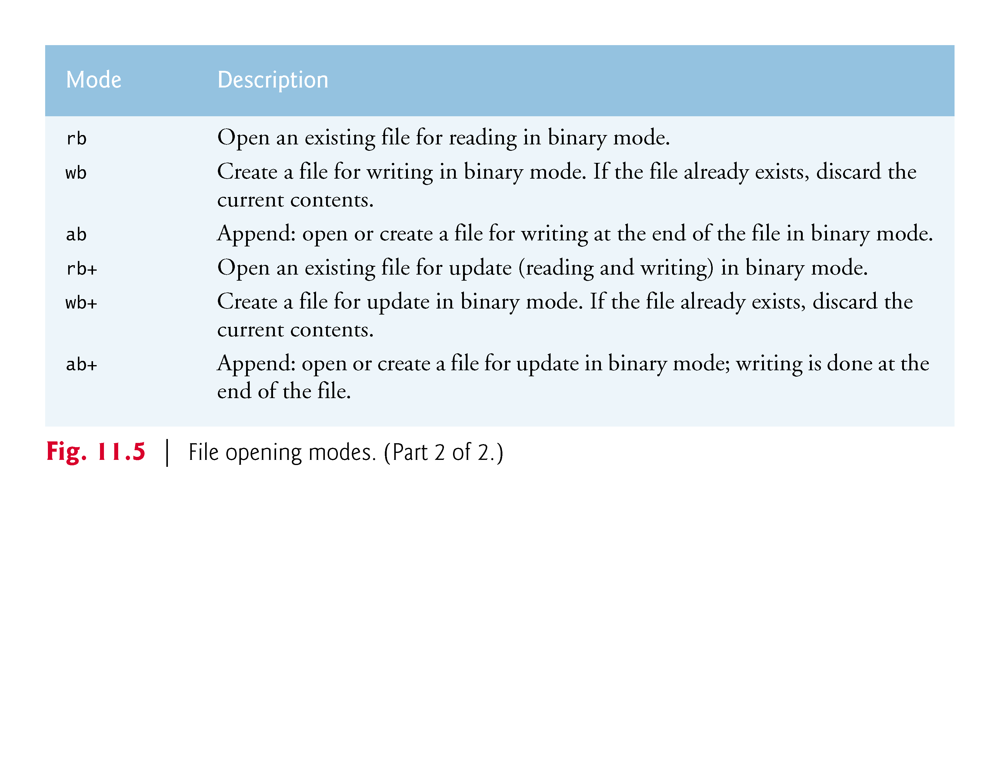 Mode Description
rb Open an existing file for reading in binary mode.
wb Create a file for writing in binary mode. If the file already exists, discard the
current contents.
ab Append: open or create a file for writing at the end of the file in binary mode.
rb+ Open an existing file for update (reading and writing) in binary mode.
wb+ Create a file for update in binary mode. If the file already exists, discard the
current contents.
ab+ Append: open or create a file for update in binary mode; writing is done at the
end of the file.
Fig. 11.5 | File opening modes. (Part 2 of 2.)